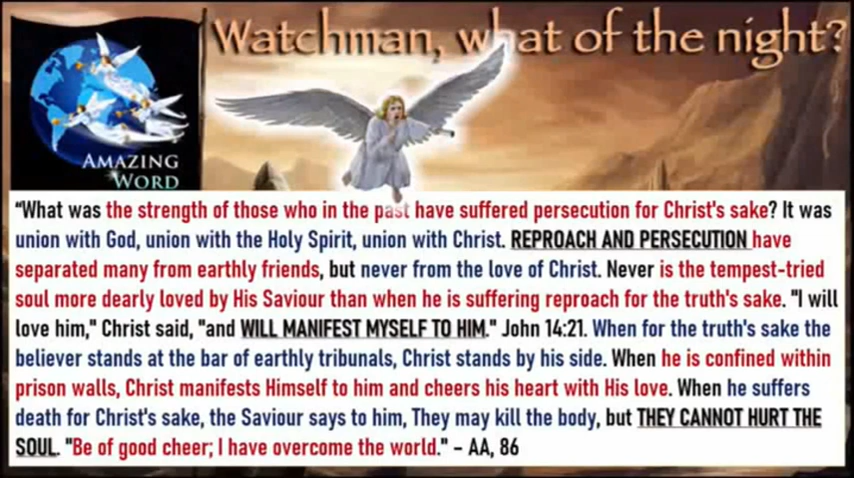 Watchman, what of the night?
AMAZING
WORD
“What was the strength of those who in the past have suffered persecution for Christ's sake? It was
union with God, union with the Holy Spirit, union with Christ. REPROACH AND PERSECUTION have
separated many from earthly friends, but never from the love of Christ. Never is the tempest-tried
soul more dearly loved by His Saviour than when he is suffering reproach for the truth's sake. "I will
love him," Christ said, "and WILL MANIFEST MYSELF TO HIM." John 14:21. When for the truth's sake the
believer stands at the bar of earthly tribunals, Christ stands by his side. When he is confined within
prison walls, Christ manifests Himself to him and cheers his heart with His love. When he suffers
death for Christ's sake, the Saviour says to him, They may kill the body, but THEY CANNOT HURT THE
SOUL. "Be of good cheer; I have overcome the world." – AA, 86